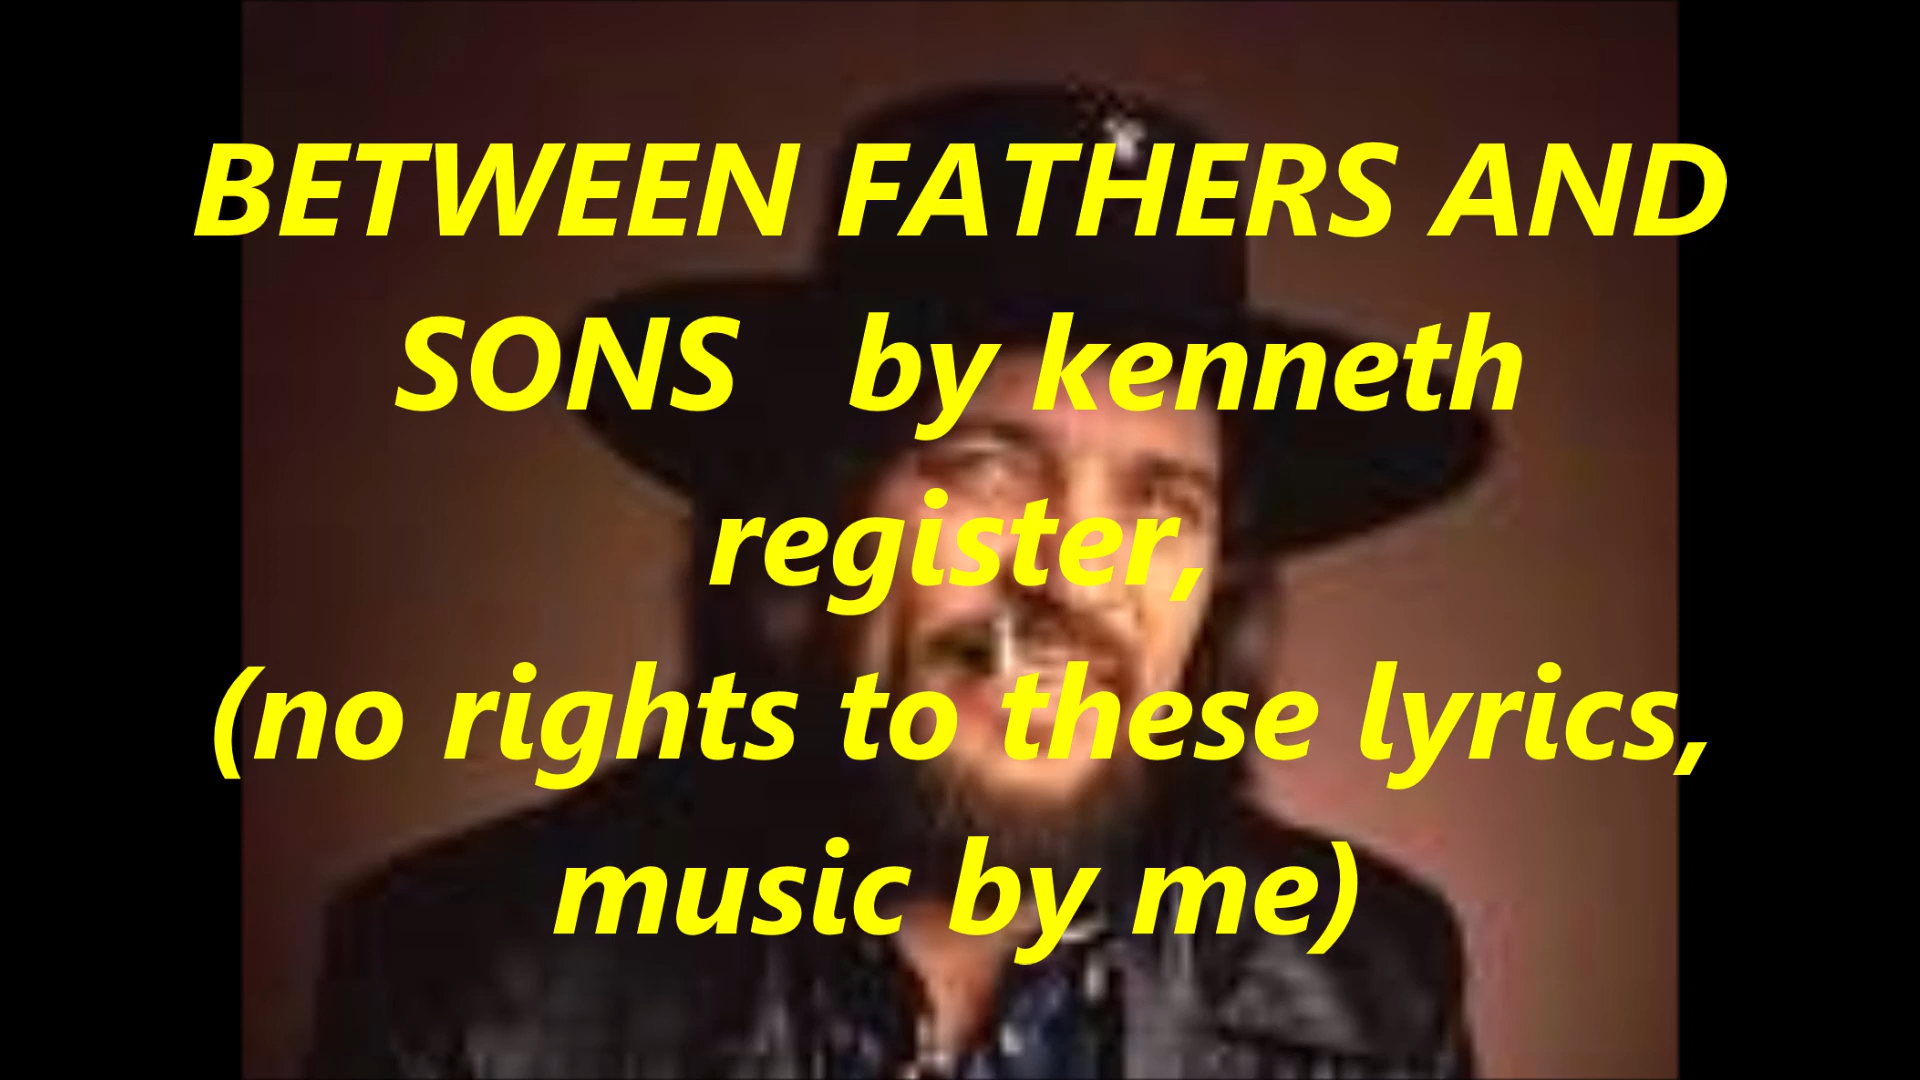 BETWEEN FATHERS AND
SONS   by kenneth
register,
(no rights to these lyrics,
music by me)